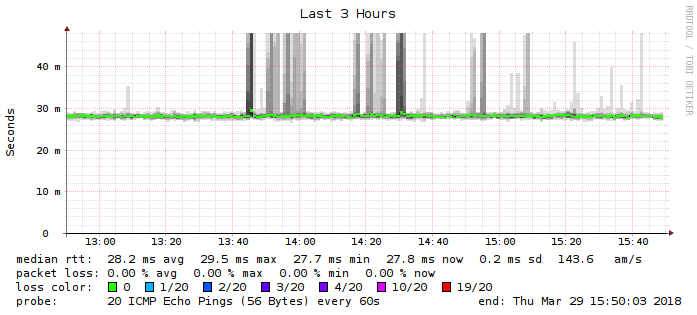 Last 3 Hours
RRDTOOL / TOBI OETIKER
Seconds
40 m
30 m
20 m
10 m
0
13:00 13:20 13:40 14:00 14:20 14:40 15:00 15:20 15:40
median rtt: 28.2 ms avg 29.5 ms max 27.7 ms min 27.8 ms now 0.2 ms sd 143.6 am/s
packet loss: 0.00 % avg 0.00 % max 0.00 % min 0.00 % now
loss color: 0 1/20 2/20 3/20 4/20 10/20 19/20
probe: 20 ICMP Echo Pings (56 Bytes) every 60s end: Thu Mar 29 15:50:03 2018